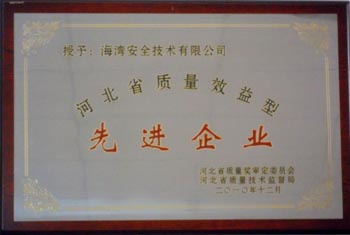 授予：海湾安全技术有限公司
河北省质量效益型
先进企业
河北省质量奖审定委员会
河北省质量技术监督局
二〇一〇年十二月